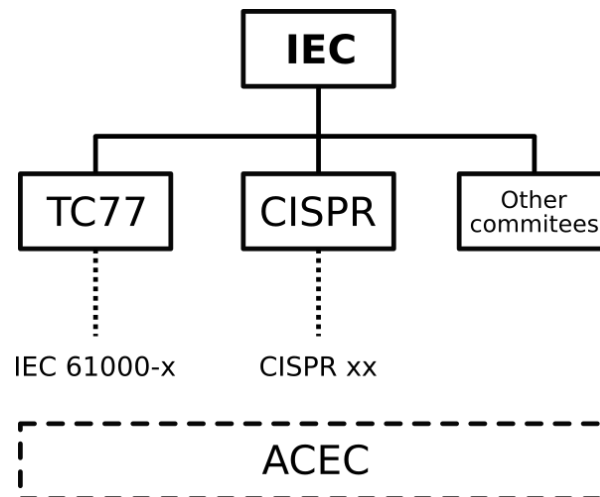 IEC
TC77
CISPR
Other
commitees
IEC 61000-x
CISPR xx
ACEC